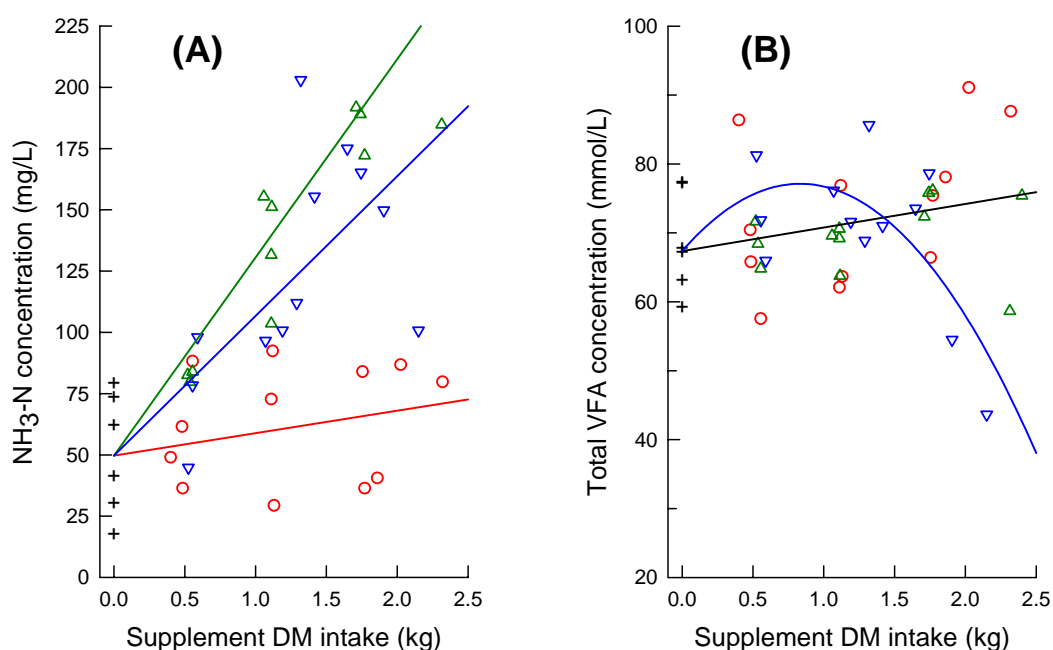 (A)
NH3-N concentration (mg/L)
225
200
175
150
125
100
75
50
25
0
0.0 0.5 1.0 1.5 2.0 2.5
Supplement DM intake (kg)
(B)
Total VFA concentration (mmol/L)
100
80
60
40
20
0.0 0.5 1.0 1.5 2.0 2.5
Supplement DM intake (kg)